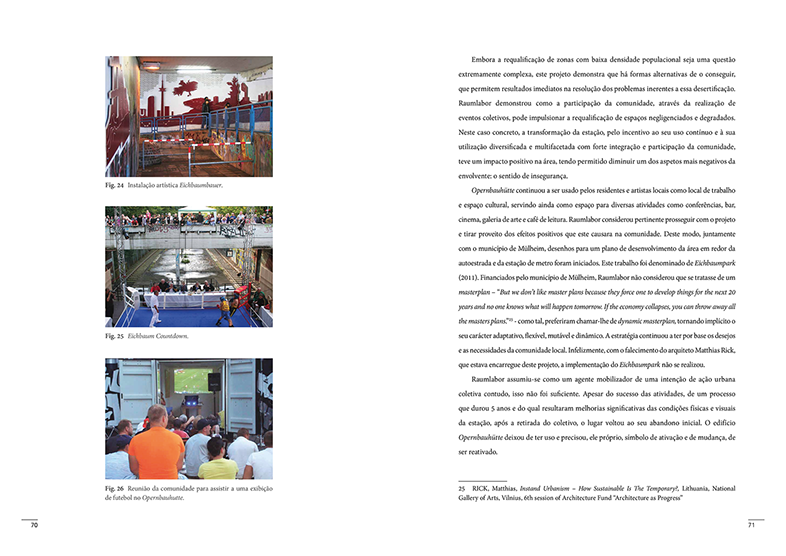 Fig. 24 Instalação artística Eichbaumbauer.
Fig. 25 Eichbaum Countdown.
Fig. 26 Reunião da comunidade para assistir a uma exibição
de futebol no Opernbauhutte.
70
Embora a requalificação de zonas com baixa densidade populacional seja uma questão
extremamente complexa, este projeto demonstra que há formas alternativas de o conseguir,
que permitem resultados imediatos na resolução dos problemas inerentes a essa desertificação.
Raumlabor demonstrou como a participação da comunidade, através da realização de
eventos coletivos, pode impulsionar a requalificação de espaços negligenciados e degradados.
Neste caso concreto, a transformação da estação, pelo incentivo ao seu uso contínuo e à sua
utilização diversificada e multifacetada com forte integração e participação da comunidade,
teve um impacto positivo na área, tendo permitido diminuir um dos aspetos mais negativos da
envolvente: o sentido de insegurança.
Opernbauhütte continuou a ser usado pelos residentes e artistas locais como local de trabalho
e espaço cultural, servindo ainda como espaço para diversas atividades como conferências, bar,
cinema, galeria de arte e café de leitura. Raumlabor considerou pertinente prosseguir com o projeto
e tirar proveito dos efeitos positivos que este causara na comunidade. Deste modo, juntamente
com o município de Mülheim, desenhos para um plano de desenvolvimento da área em redor da
autoestrada e da estação de metro foram iniciados. Este trabalho foi denominado de Eichbaumpark
(2011). Financiados pelo município de Mülheim, Raumlabor não considerou que se tratasse de um
masterplan – “But we don't like master plans because they force one to develop things for the next 20
years and no one knows what will happen tomorrow. If the economy collapses, you can throw away all
the masters plans.”²⁵ - como tal, preferiram chamar-lhe de dynamic masterplan, tornando implícito o
seu carácter adaptativo, flexível, mutável e dinâmico. A estratégia continuou a ter por base os desejos
e as necessidades da comunidade local. Infelizmente, com o falecimento do arquiteto Matthias Rick,
que estava encarregue deste projeto, a implementação do Eichbaumpark não se realizou.
Raumlabor assumiu-se como um agente mobilizador de uma intenção de ação urbana
coletiva contudo, isso não foi suficiente. Apesar do sucesso das atividades, de um processo
que durou 5 anos e do qual resultaram melhorias significativas das condições físicas e visuais
da estação, após a retirada do coletivo, o lugar voltou ao seu abandono inicial. O edifício
Opernbauhütte deixou de ter uso e precisou, ele próprio, símbolo de ativação e de mudança, de
ser reativado.
25 RICK, Matthias, Instand Urbanism – How Sustainable Is The Temporary?, Lithuania, National
Gallery of Arts, Vilnius, 6th session of Architecture Fund “Architecture as Progress”
71